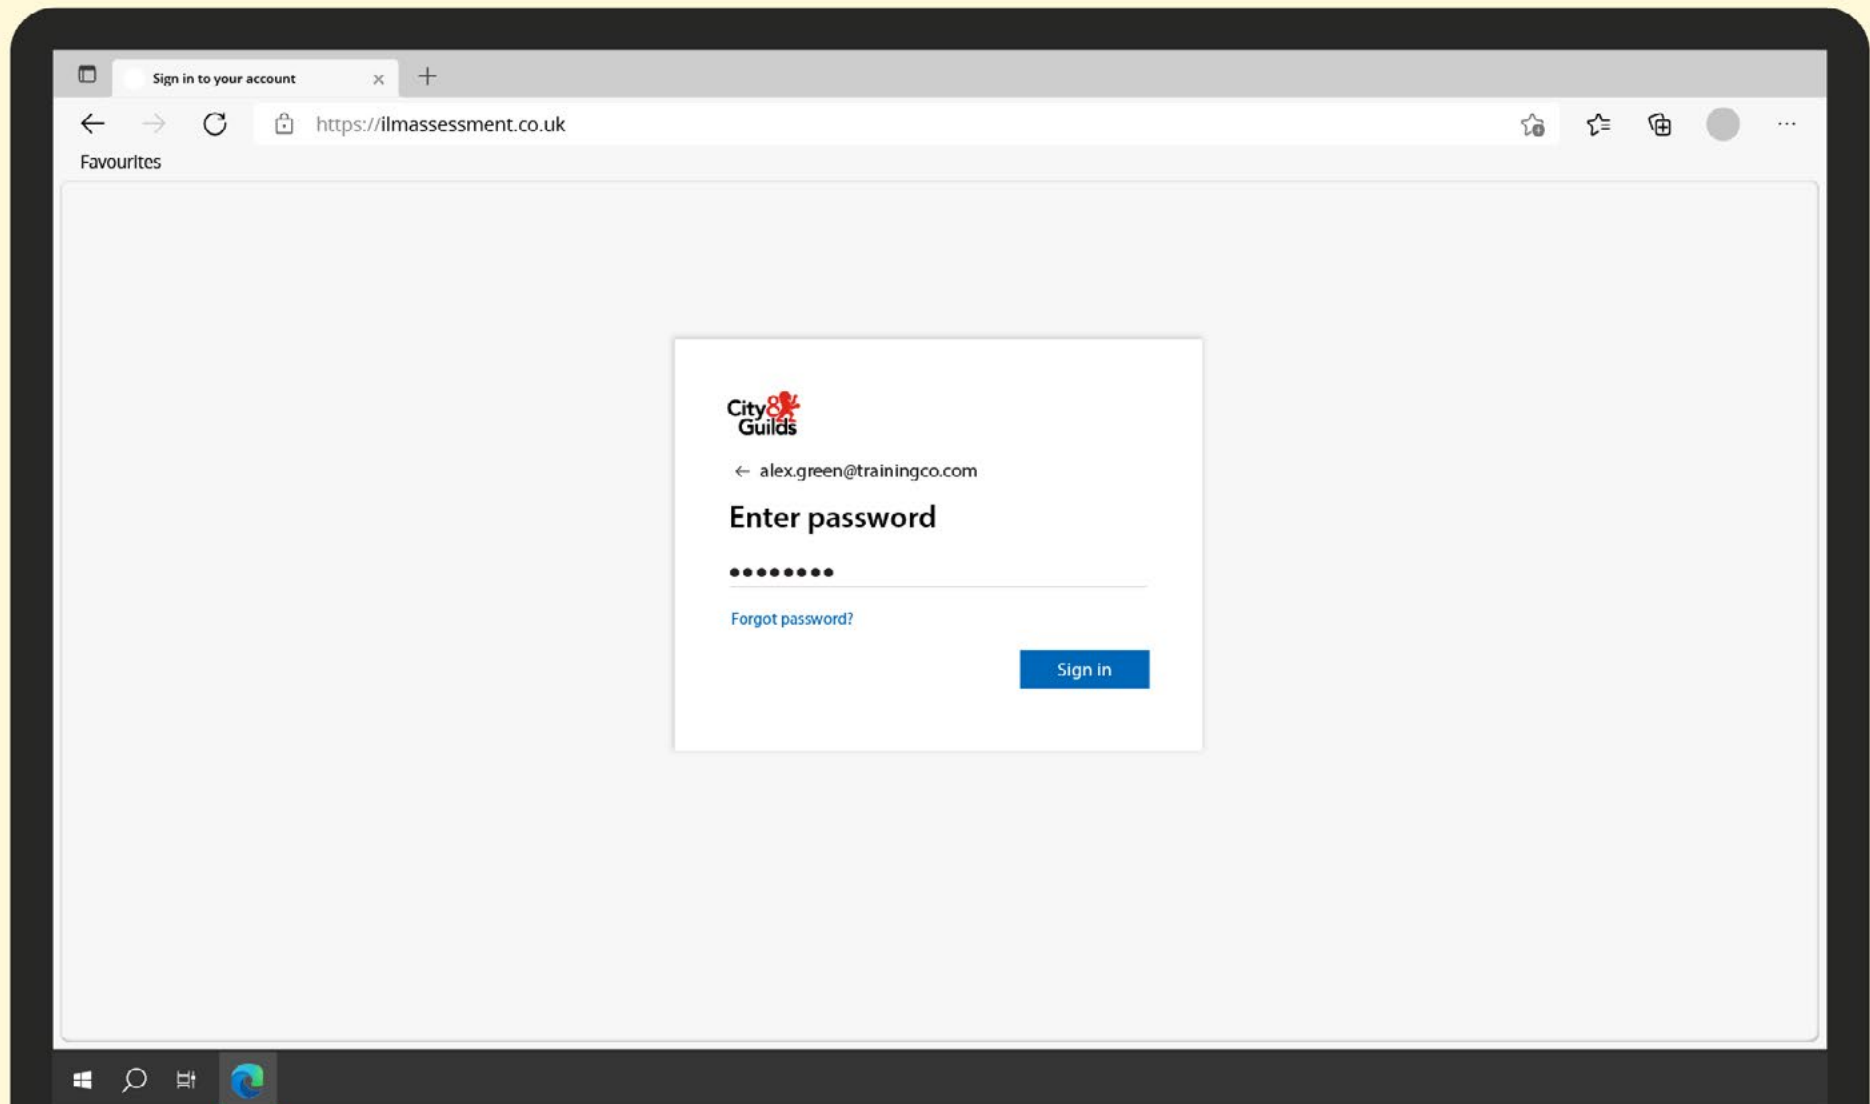 Sign in to your account
https://ilmassessment.co.uk
Favourites
City&
Guilds
alex.green@trainingco.com
Enter password
••••••••
Forgot password?
Sign in